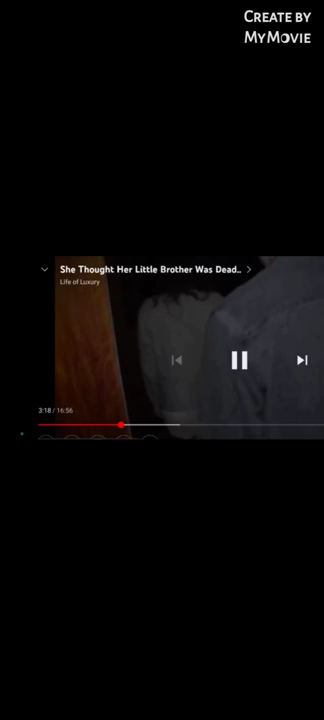 CREATE BY
MYMOVIE
She Thought Her Little Brother Was Dead..
Life of Luxury
3:18 / 16:56